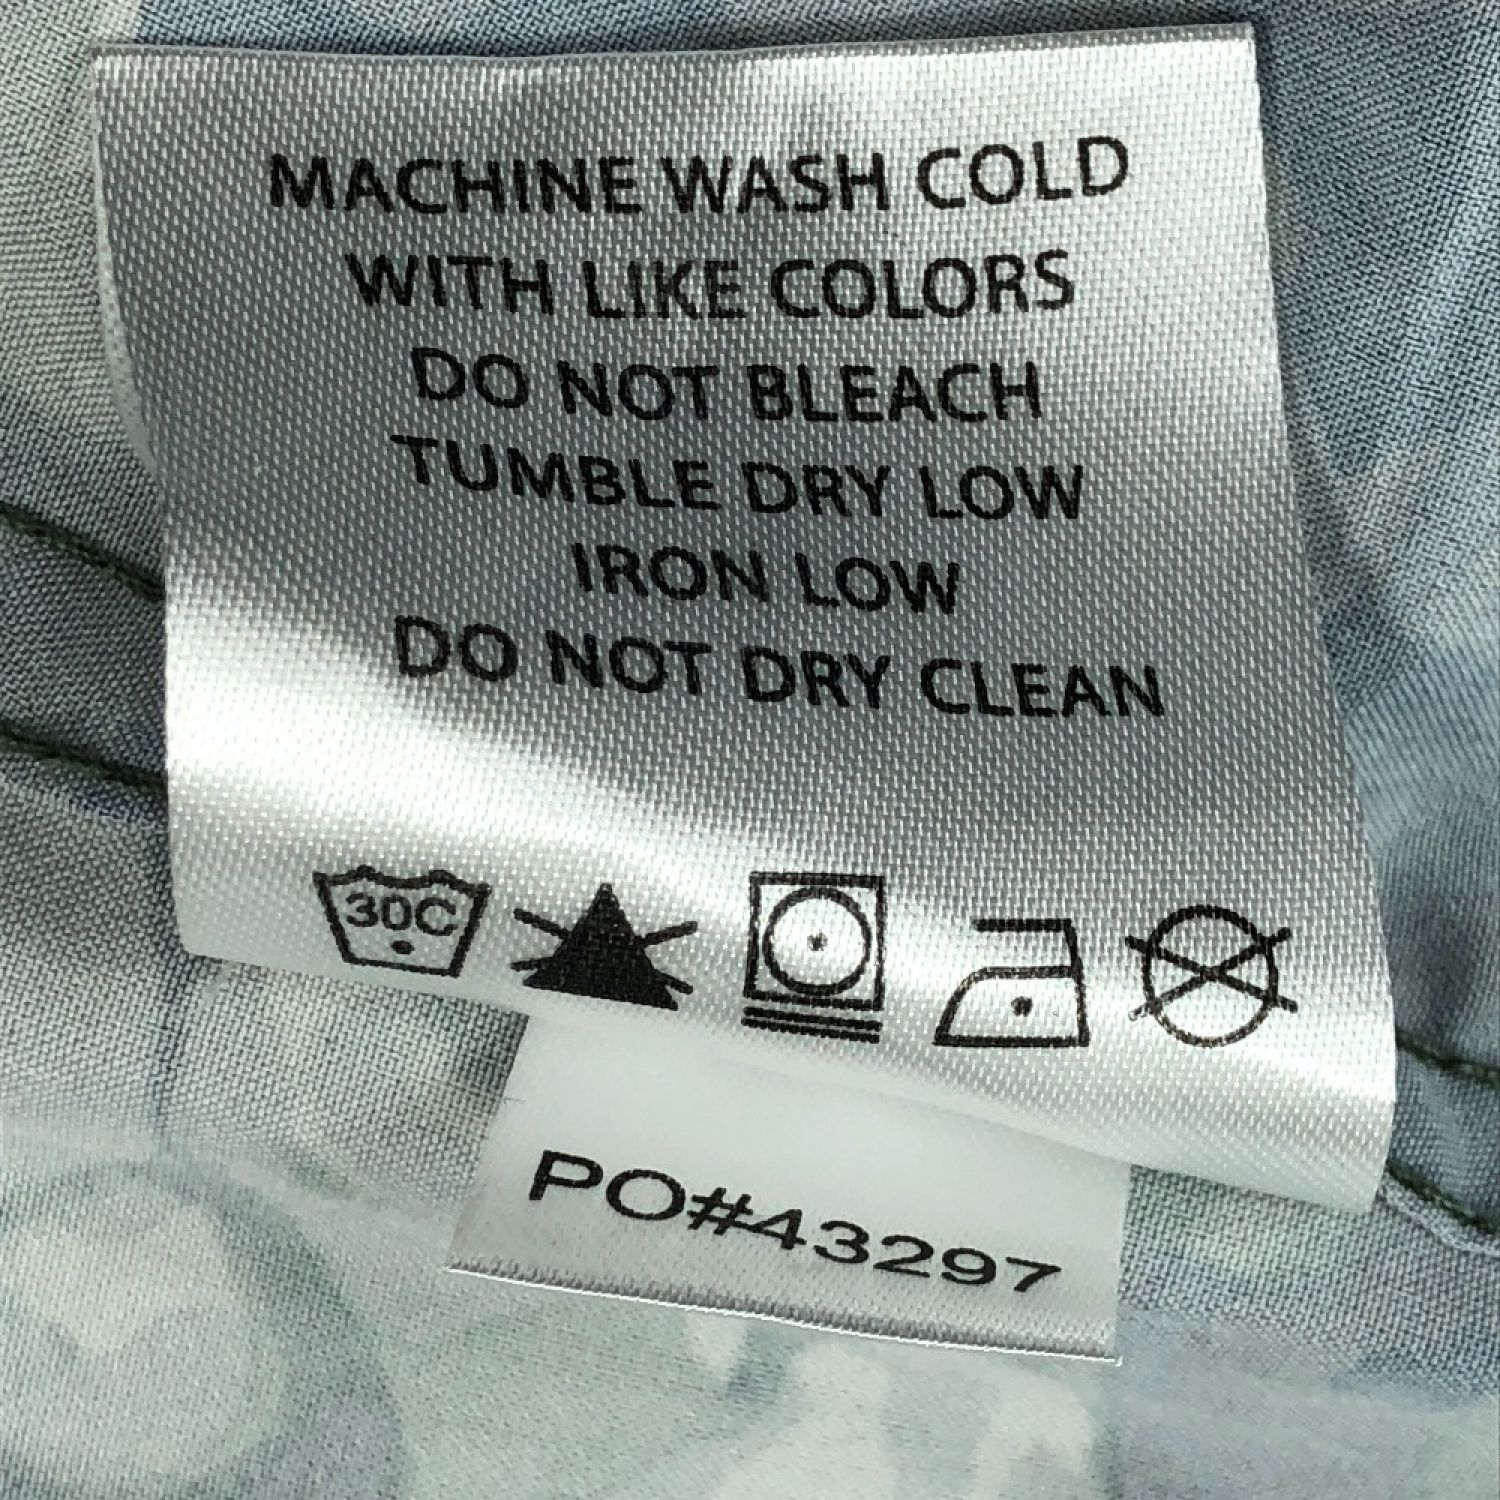 MACHINE WASH COLD
WITH LIKE COLORS
DO NOT BLEACH
TUMBLE DRY LOW
IRON LOW
DO NOT DRY CLEAN
30C
PO#43297